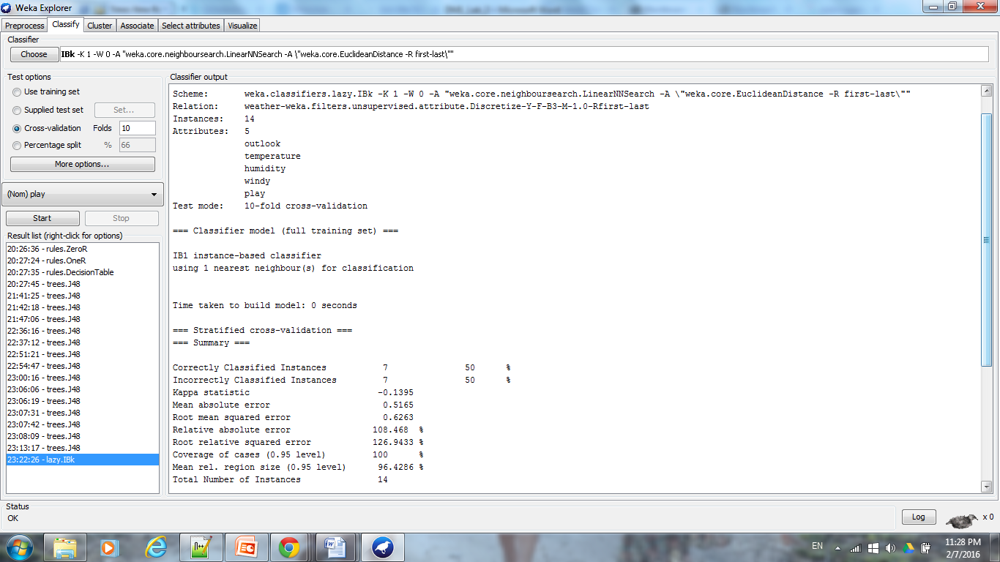 Weka Explorer
Preprocess Classify Cluster Associate Select attributes Visualize
Classifier
Choose IBk -K 1 -W 0 -A "weka.core.neighboursearch.LinearNNSearch -A \"weka.core.EuclideanDistance -R first-last\""
Test options
Use training set
Supplied test set Set...
Cross-validation Folds 10
Percentage split % 66
More options...
(Nom) play
Start Stop
Result list (right-click for options)
20:26:36 - rules.ZeroR
20:27:24 - rules.OneR
20:27:35 - rules.DecisionTable
20:27:45 - trees.J48
21:41:25 - trees.J48
21:42:18 - trees.J48
21:47:06 - trees.J48
22:36:16 - trees.J48
22:37:12 - trees.J48
22:51:21 - trees.J48
22:54:47 - trees.J48
23:00:16 - trees.J48
23:06:06 - trees.J48
23:06:19 - trees.J48
23:07:31 - trees.J48
23:07:42 - trees.J48
23:08:09 - trees.J48
23:13:17 - trees.J48
23:22:26 - lazy.IBk
Classifier output
Scheme: weka.classifiers.lazy.IBk -K 1 -W 0 -A "weka.core.neighboursearch.LinearNNSearch -A \"weka.core.EuclideanDistance -R first-last\""
Relation: weather-weka.filters.unsupervised.attribute.Discretize-Y-F-B3-M-1.0-Rfirst-last
Instances: 14
Attributes: 5
outlook
temperature
humidity
windy
play
Test mode: 10-fold cross-validation
=== Classifier model (full training set) ===
IB1 instance-based classifier
using 1 nearest neighbour(s) for classification
Time taken to build model: 0 seconds
=== Stratified cross-validation ===
=== Summary ===
Correctly Classified Instances 7 50 %
Incorrectly Classified Instances 7 50 %
Kappa statistic -0.1395
Mean absolute error 0.5165
Root mean squared error 0.6263
Relative absolute error 108.468 %
Root relative squared error 126.9433 %
Coverage of cases (0.95 level) 100 %
Mean rel. region size (0.95 level) 96.4286 %
Total Number of Instances 14
Status
OK
Log x 0
EN
11:28 PM
2/7/2016